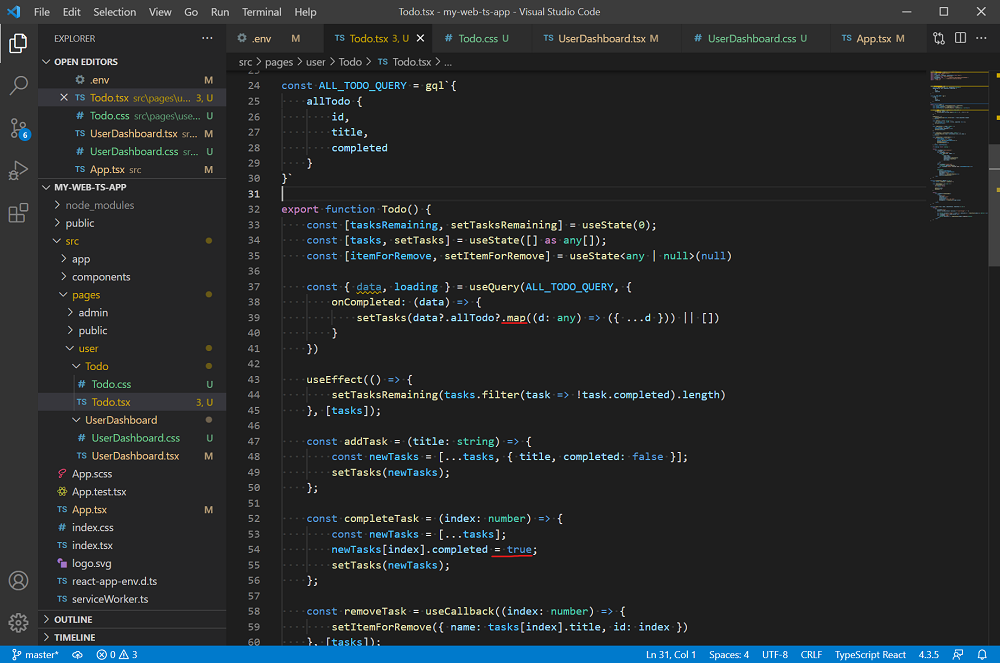 File Edit Selection View Go Run Terminal Help Todo.tsx - my-web-ts-app - Visual Studio Code
EXPLORER ...
.env M TS Todo.tsx 3, U # Todo.css U TS UserDashboard.tsx M # UserDashboard.css U TS App.tsx M
src > pages > user > Todo > TS Todo.tsx > ...
OPEN EDITORS
.env M
TS Todo.tsx src\pages\u... 3, U
# Todo.css src\pages\use... U
TS UserDashboard.tsx sr... M
# UserDashboard.css sr... U
TS App.tsx src M
MY-WEB-TS-APP
node_modules
public
src
app
components
pages
admin
public
user
Todo
# Todo.css U
TS Todo.tsx 3, U
UserDashboard
# UserDashboard.css U
TS UserDashboard.tsx M
App.scss
App.test.tsx
TS App.tsx M
# index.css
TS index.tsx
logo.svg
TS react-app-env.d.ts
TS serviceWorker.ts
OUTLINE
TIMELINE
6
23
24 const ALL_TODO_QUERY = gql`{
25 allTodo {
26 id,
27 title,
28 completed
29 }
30 }`
31
32 export function Todo() {
33 const [tasksRemaining, setTasksRemaining] = useState(0);
34 const [tasks, setTasks] = useState([] as any[]);
35 const [itemForRemove, setItemForRemove] = useState<any | null>(null)
36
37 const { data, loading } = useQuery(ALL_TODO_QUERY, {
38 onCompleted: (data) => {
39 setTasks(data?.allTodo?.map((d: any) => ({ ...d })) || [])
40 }
41 })
42
43 useEffect(() => {
44 setTasksRemaining(tasks.filter(task => !task.completed).length)
45 }, [tasks]);
46
47 const addTask = (title: string) => {
48 const newTasks = [...tasks, { title, completed: false }];
49 setTasks(newTasks);
50 };
51
52 const completeTask = (index: number) => {
53 const newTasks = [...tasks];
54 newTasks[index].completed = true;
55 setTasks(newTasks);
56 };
57
58 const removeTask = useCallback((index: number) => {
59 setItemForRemove({ name: tasks[index].title, id: index })
60 }, [tasks]);
master* 0 3 Ln 31, Col 1 Spaces: 4 UTF-8 CRLF TypeScript React 4.3.5